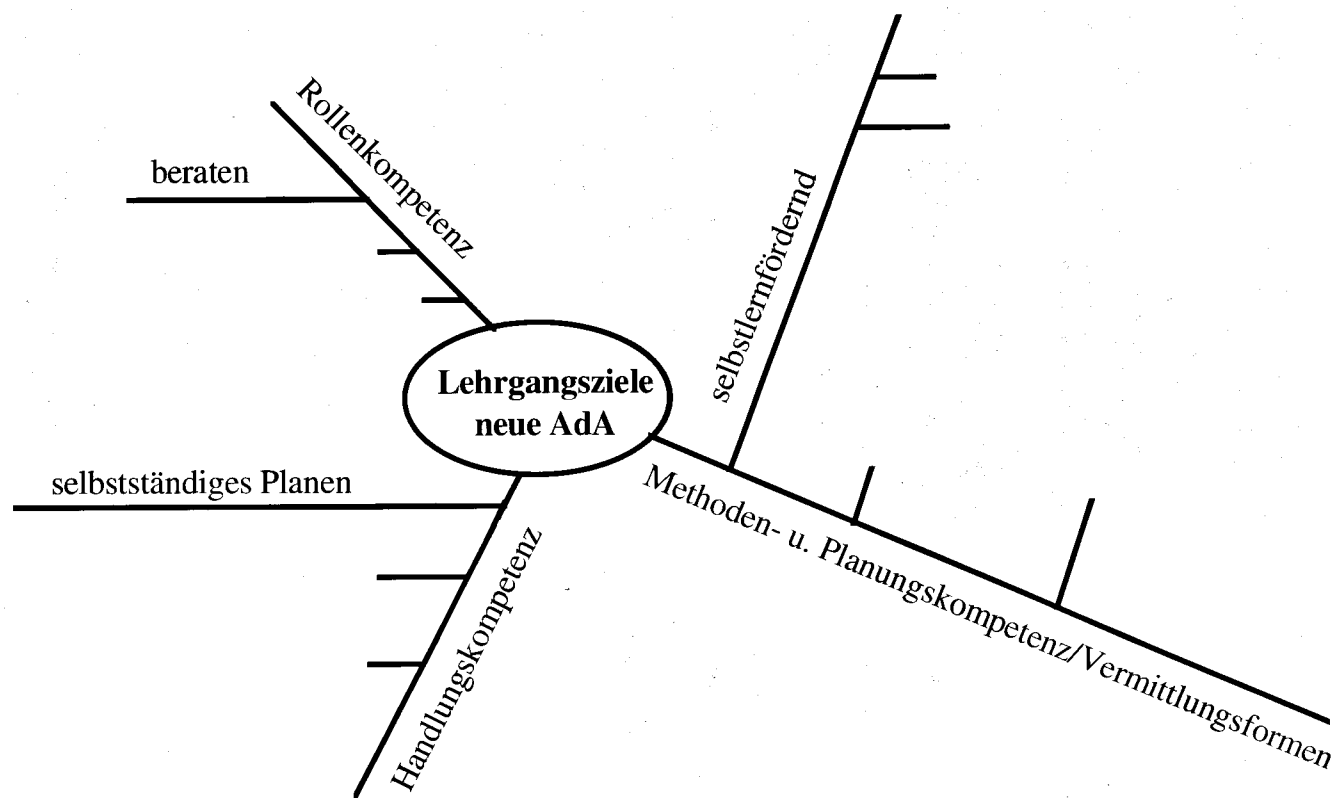 Rollenkompetenz
beraten
selbstlernfördernd
Lehrgangsziele
neue AdA
selbstständiges Planen
Methoden- u. Planungskompetenz/Vermittlungsformen
Handlungskompetenz